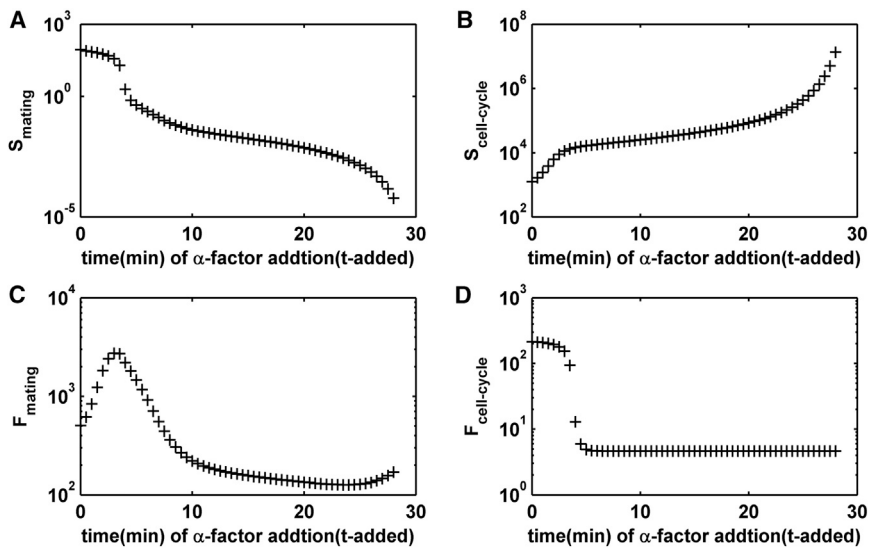 A
10^3
10^0
10^-5
S_mating
0 10 20 30
time(min) of α-factor addtion(t-added)
B
10^8
10^6
10^4
10^2
S_cell-cycle
0 10 20 30
time(min) of α-factor addtion(t-added)
C
10^4
10^3
10^2
F_mating
0 10 20 30
time(min) of α-factor addtion(t-added)
D
10^3
10^2
10^1
10^0
F_cell-cycle
0 10 20 30
time(min) of α-factor addtion(t-added)